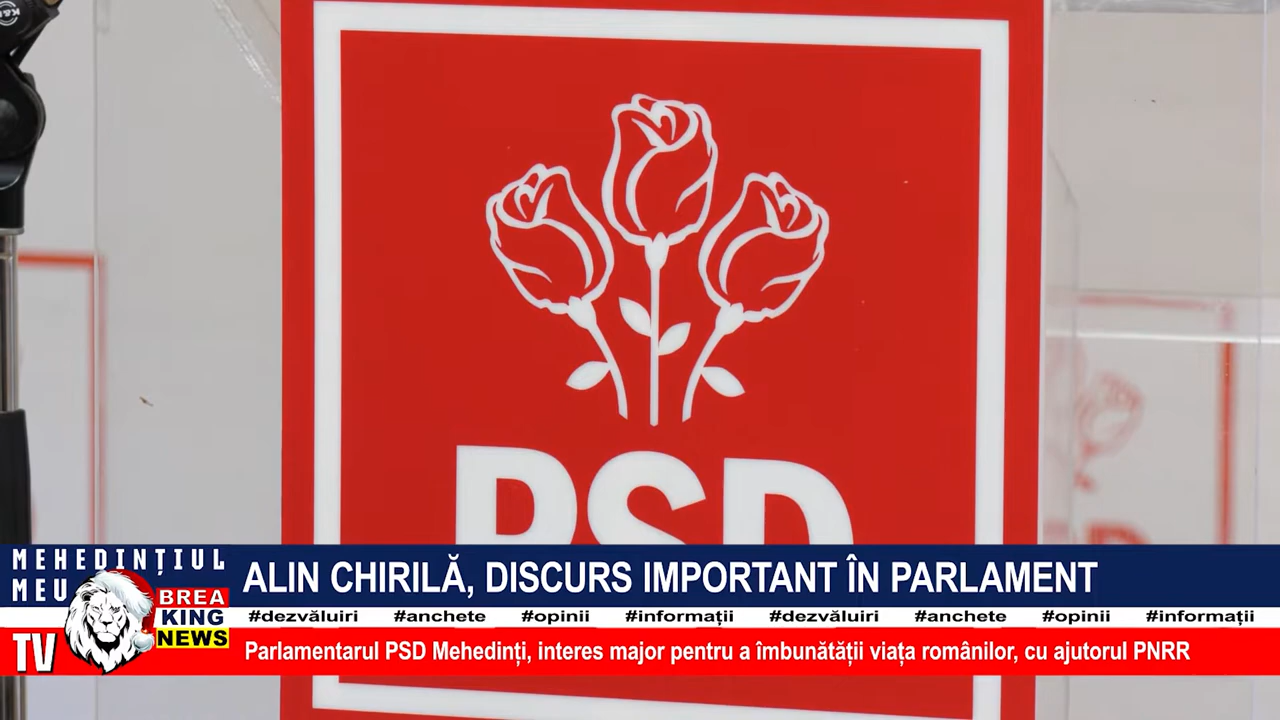 PSD
MEHEDINȚIUL
MEU
TV
BREA
KING
NEWS
ALIN CHIRILĂ, DISCURS IMPORTANT ÎN PARLAMENT
#dezvăluiri #anchete #opinii #informații #dezvăluiri #anchete #opinii #informații
Parlamentarul PSD Mehedinți, interes major pentru a îmbunătății viața românilor, cu ajutorul PNRR